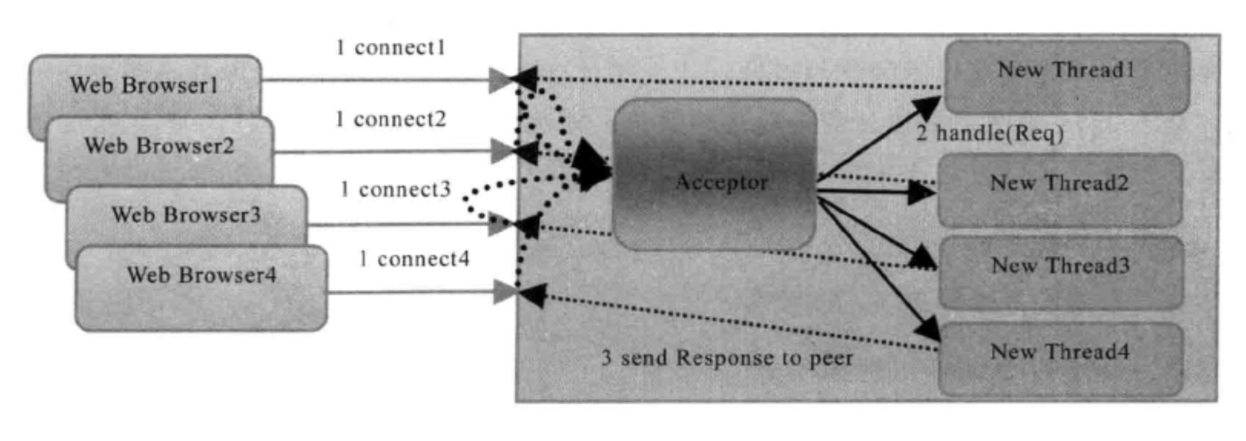 1 connect1
Web Browser1
New Thread1
1 connect2
2 handle(Req)
Web Browser2
1 connect3
Acceptor
New Thread2
Web Browser3
1 connect4
New Thread3
Web Browser4
3 send Response to peer
New Thread4